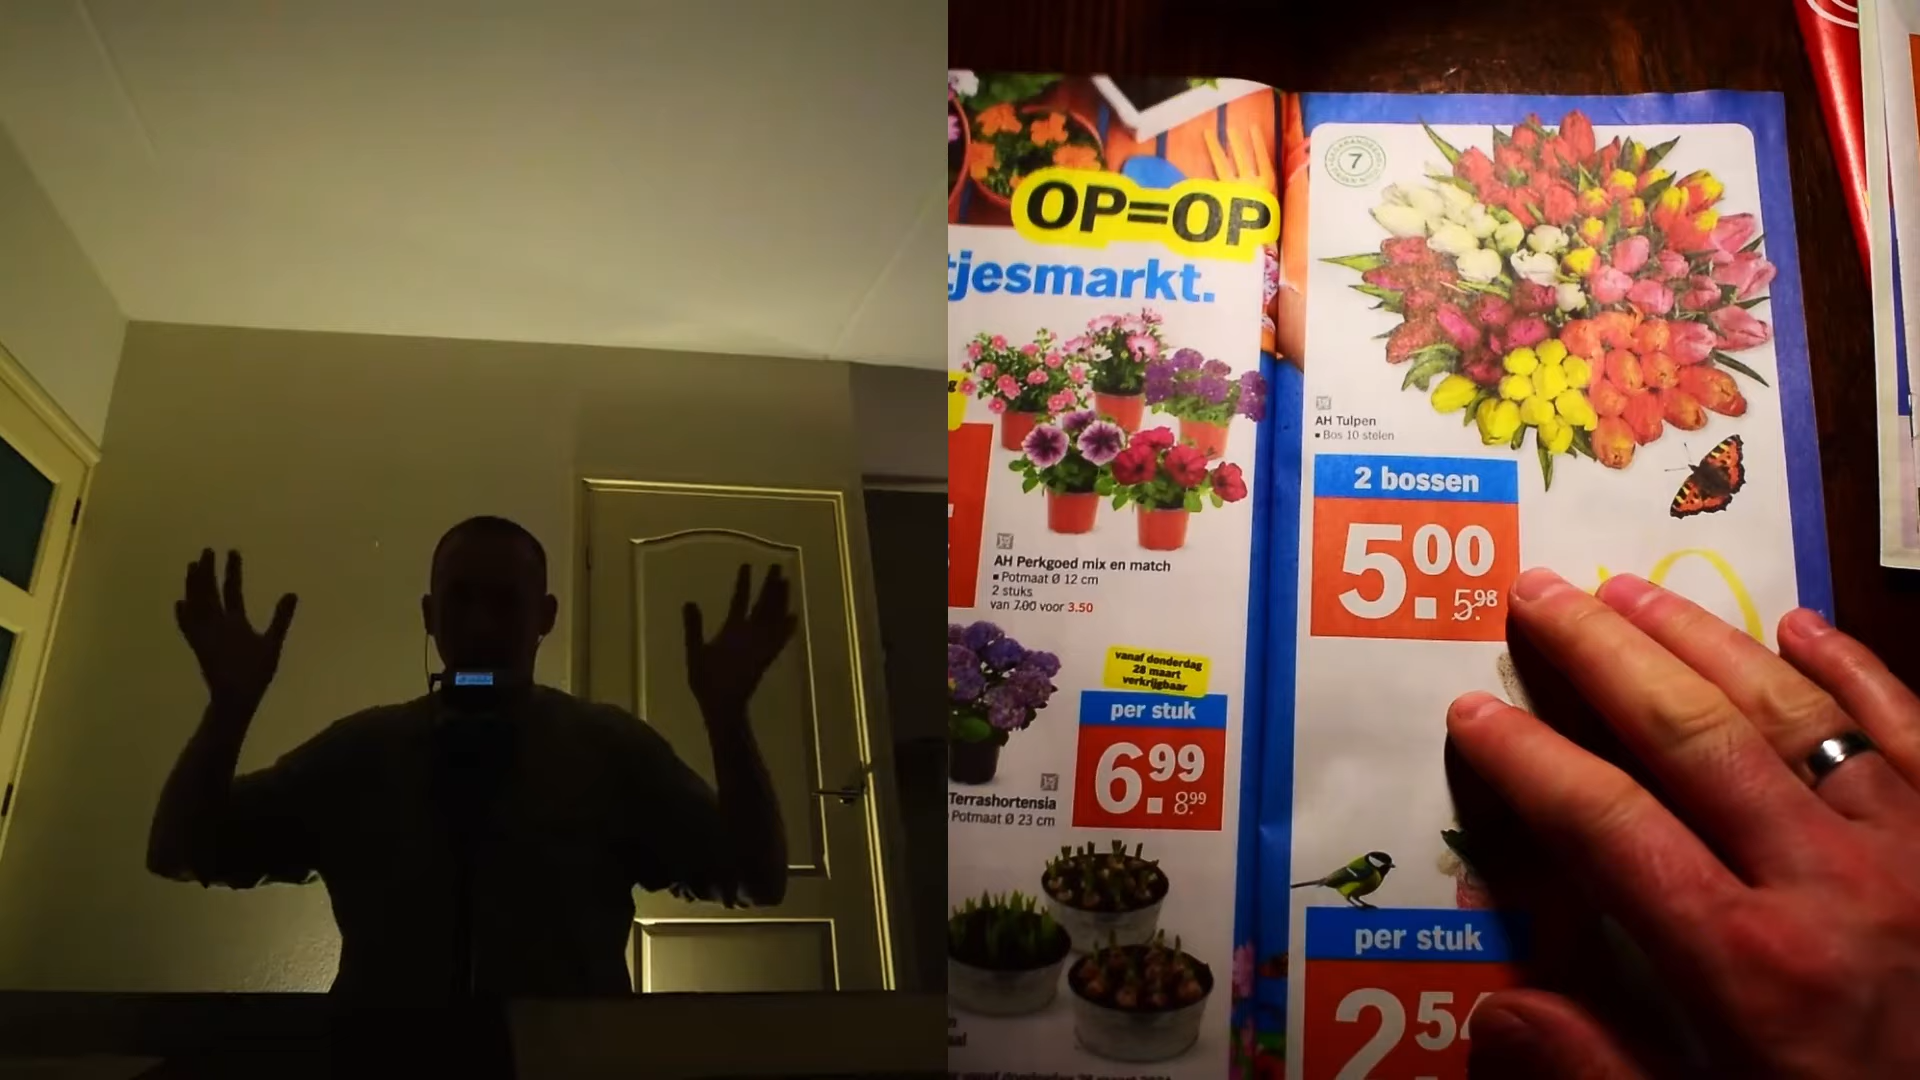 OP=OP
tjesmarkt.
AH Perkgoed mix en match
▪ Potmaat Ø 12 cm
2 stuks
van 7.00 voor 3.50
vanaf donderdag
28 maart
verkrijgbaar
per stuk
6.99
8.99
Terrashortensia
Potmaat Ø 23 cm
7
AH Tulpen
▪ Bos 10 stelen
2 bossen
5.00
5.98
per stuk
2.54